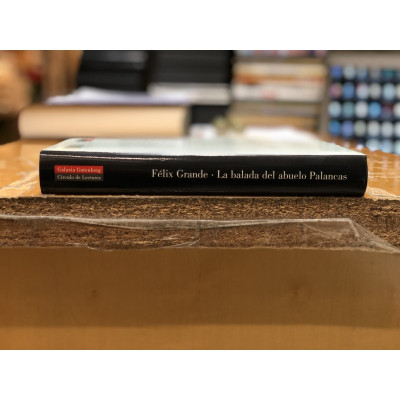 Galaxia Gutenberg
Círculo de Lectores
Félix Grande · La balada del abuelo Palancas